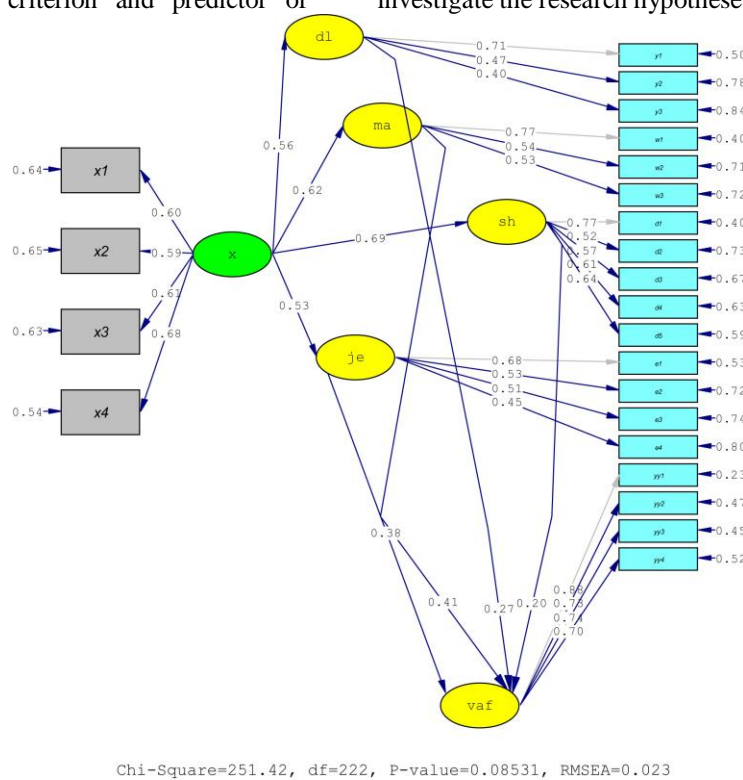 criterion and predictor of
investigate the research hypothese
dl
ma
sh
je
x
vaf
x1
x2
x3
x4
0.64
0.65
0.63
0.54
0.60
0.59
0.61
0.68
0.56
0.62
0.69
0.53
0.71
0.47
0.40
0.77
0.54
0.53
0.77
0.52
0.57
0.61
0.64
0.68
0.53
0.51
0.45
0.38
0.41
0.27
0.20
0.88
0.73
0.74
0.70
y1
y2
y3
w1
w2
w3
d1
d2
d3
d4
d5
e1
e2
e3
e4
yy1
yy2
yy3
yy4
0.50
0.78
0.84
0.40
0.71
0.72
0.40
0.73
0.67
0.63
0.59
0.53
0.72
0.74
0.80
0.23
0.47
0.45
0.52
Chi-Square=251.42, df=222, P-value=0.08531, RMSEA=0.023